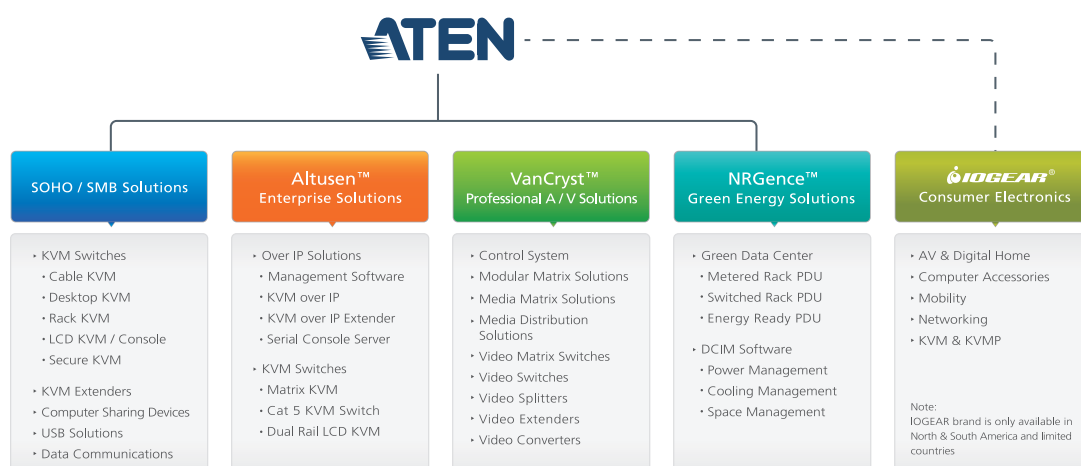 ATEN
SOHO / SMB Solutions
‣ KVM Switches
• Cable KVM
• Desktop KVM
• Rack KVM
• LCD KVM / Console
• Secure KVM
‣ KVM Extenders
‣ Computer Sharing Devices
‣ USB Solutions
‣ Data Communications
Altusen™
Enterprise Solutions
‣ Over IP Solutions
• Management Software
• KVM over IP
• KVM over IP Extender
• Serial Console Server
‣ KVM Switches
• Matrix KVM
• Cat 5 KVM Switch
• Dual Rail LCD KVM
VanCryst™
Professional A / V Solutions
‣ Control System
‣ Modular Matrix Solutions
‣ Media Matrix Solutions
‣ Media Distribution
Solutions
‣ Video Matrix Switches
‣ Video Switches
‣ Video Splitters
‣ Video Extenders
‣ Video Converters
NRGence™
Green Energy Solutions
‣ Green Data Center
• Metered Rack PDU
• Switched Rack PDU
• Energy Ready PDU
‣ DCIM Software
• Power Management
• Cooling Management
• Space Management
IOGEAR®
Consumer Electronics
‣ AV & Digital Home
‣ Computer Accessories
‣ Mobility
‣ Networking
‣ KVM & KVMP
Note:
IOGEAR brand is only available in
North & South America and limited
countries